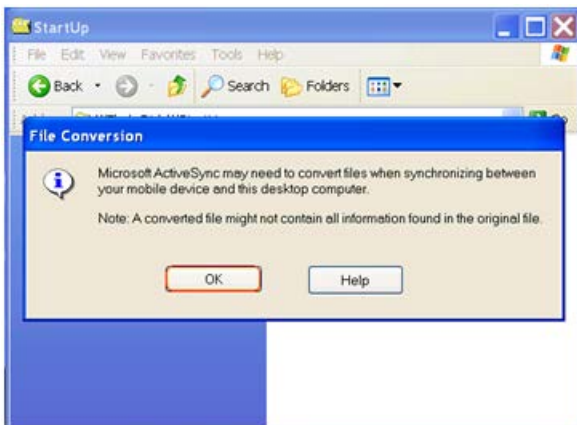 StartUp
File Edit View Favorites Tools Help
Back Search Folders
File Conversion
Microsoft ActiveSync may need to convert files when synchronizing between
your mobile device and this desktop computer.
Note: A converted file might not contain all information found in the original file.
OK Help